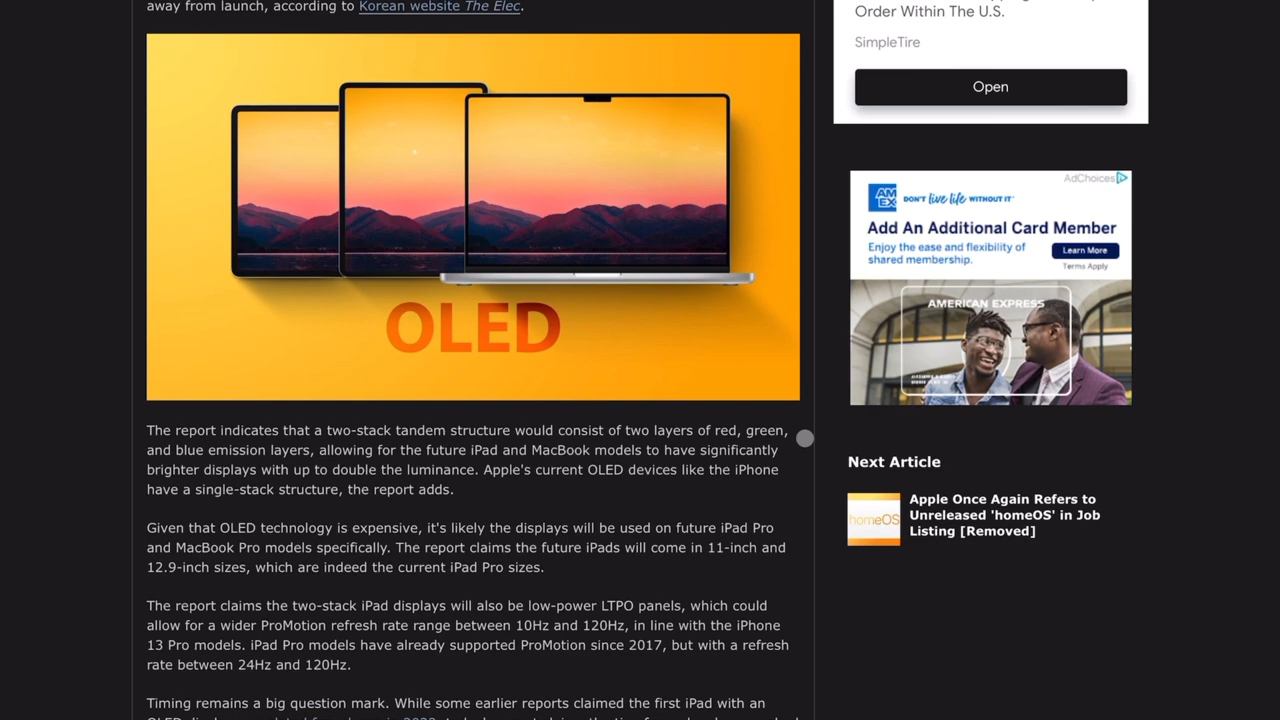 away from launch, according to Korean website The Elec.
OLED
The report indicates that a two-stack tandem structure would consist of two layers of red, green,
and blue emission layers, allowing for the future iPad and MacBook models to have significantly
brighter displays with up to double the luminance. Apple's current OLED devices like the iPhone
have a single-stack structure, the report adds.
Given that OLED technology is expensive, it's likely the displays will be used on future iPad Pro
and MacBook Pro models specifically. The report claims the future iPads will come in 11-inch and
12.9-inch sizes, which are indeed the current iPad Pro sizes.
The report claims the two-stack iPad displays will also be low-power LTPO panels, which could
allow for a wider ProMotion refresh rate range between 10Hz and 120Hz, in line with the iPhone
13 Pro models. iPad Pro models have already supported ProMotion since 2017, but with a refresh
rate between 24Hz and 120Hz.
Timing remains a big question mark. While some earlier reports claimed the first iPad with an
Order Within The U.S.
SimpleTire
Open
AdChoices
AM
EX
DON'T live life WITHOUT IT
Add An Additional Card Member
Enjoy the ease and flexibility of
shared membership.
Learn More
Terms Apply
AMERICAN EXPRESS
Next Article
homeOS
Apple Once Again Refers to
Unreleased 'homeOS' in Job
Listing [Removed]